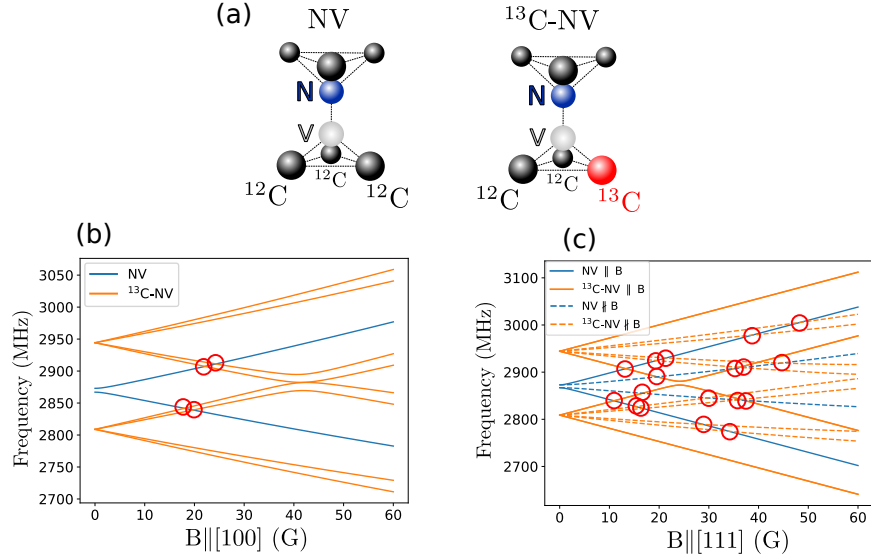 (a)
NV
¹³C-NV
N
N
V
V
¹²C
¹²C
¹²C
¹²C
¹²C
¹³C
(b)
NV
¹³C-NV
Frequency (MHz)
3050
3000
2950
2900
2850
2800
2750
2700
0 10 20 30 40 50 60
B∥[100] (G)
(c)
NV ∥ B
¹³C-NV ∥ B
NV ∦ B
¹³C-NV ∦ B
Frequency (MHz)
3100
3000
2900
2800
2700
0 10 20 30 40 50 60
B∥[111] (G)